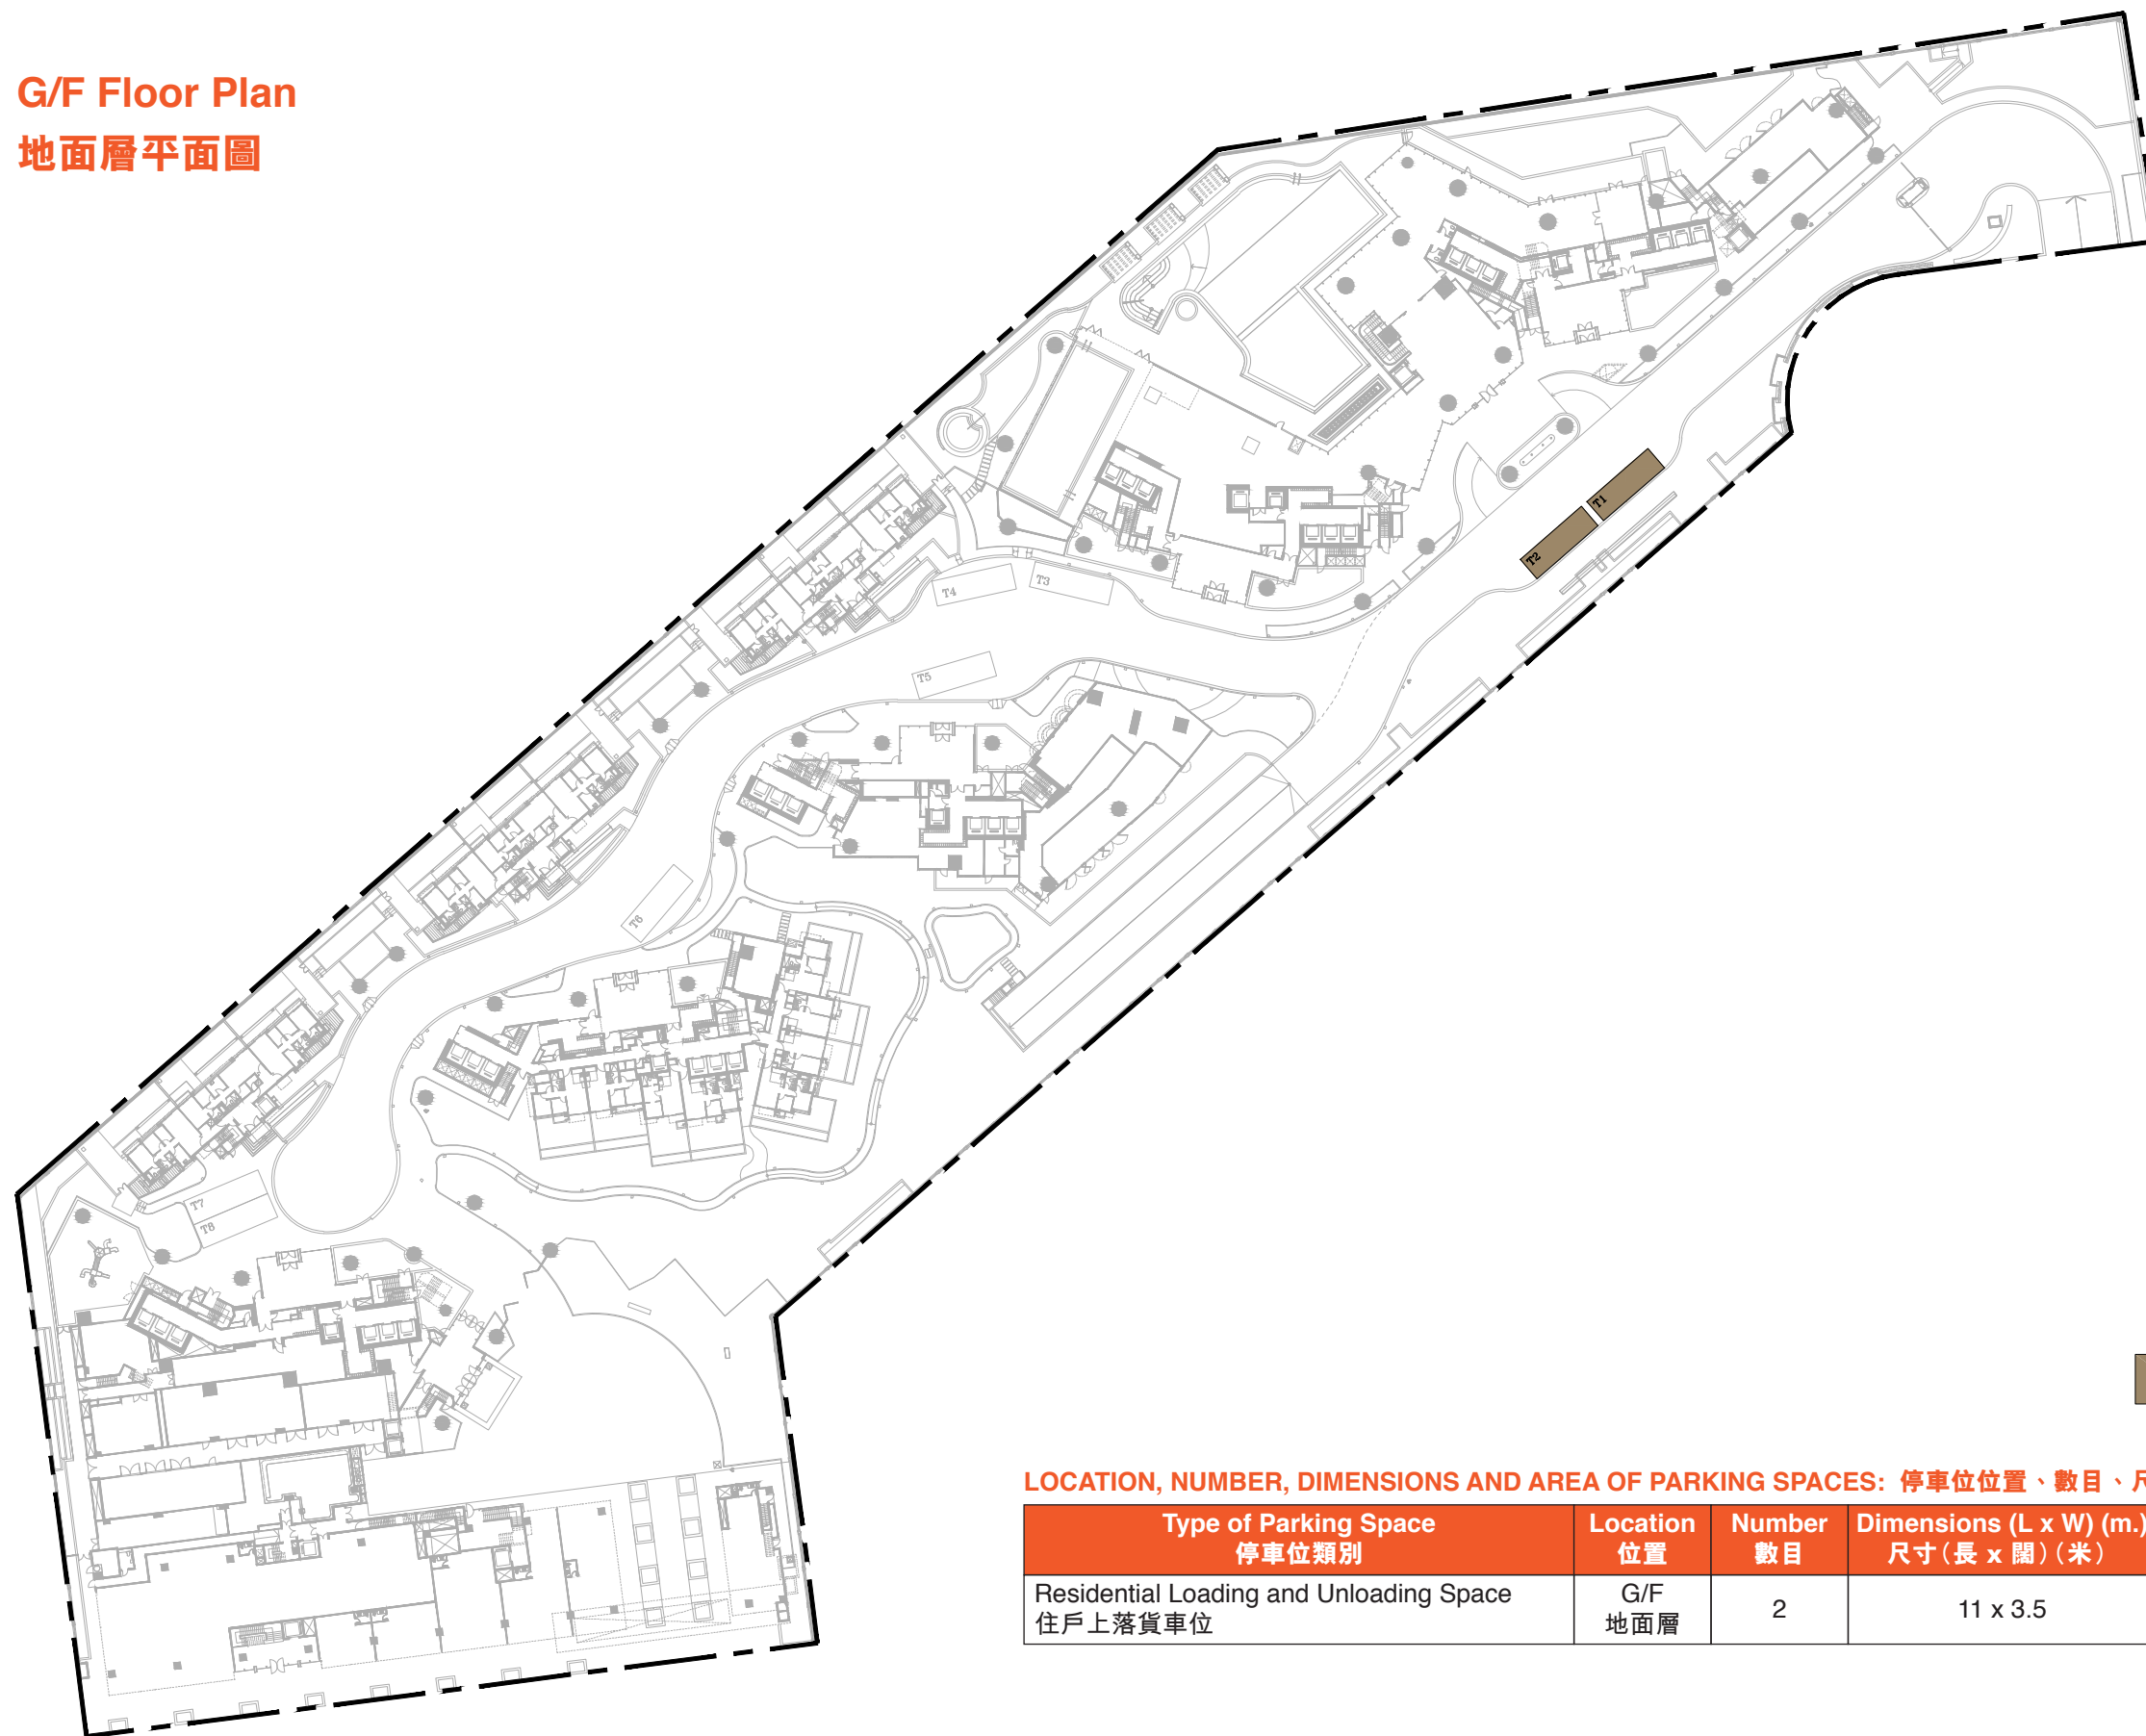 G/F Floor Plan
地面層平面圖
T1
T2
T3
T4
T5
T6
T7
T8
LOCATION, NUMBER, DIMENSIONS AND AREA OF PARKING SPACES: 停車位位置、數目、尺
Type of Parking Space
停車位類別
Location
位置
Number
數目
Dimensions (L x W) (m.)
尺寸(長 x 闊)(米)
Residential Loading and Unloading Space
住戶上落貨車位
G/F
地面層
2
11 x 3.5